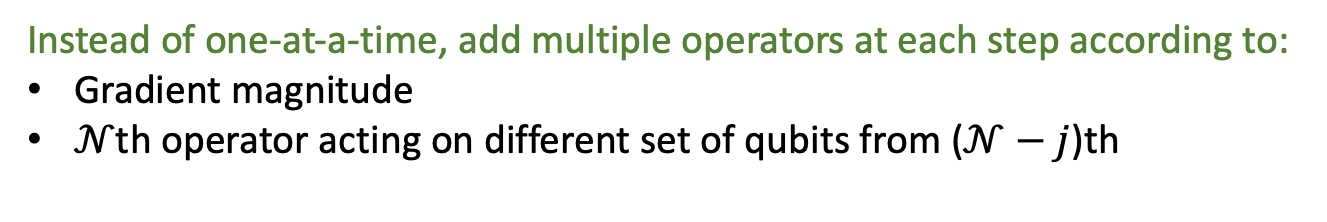 Instead of one-at-a-time, add multiple operators at each step according to:
• Gradient magnitude
• 𝒩th operator acting on different set of qubits from (𝒩 − 𝑗)th